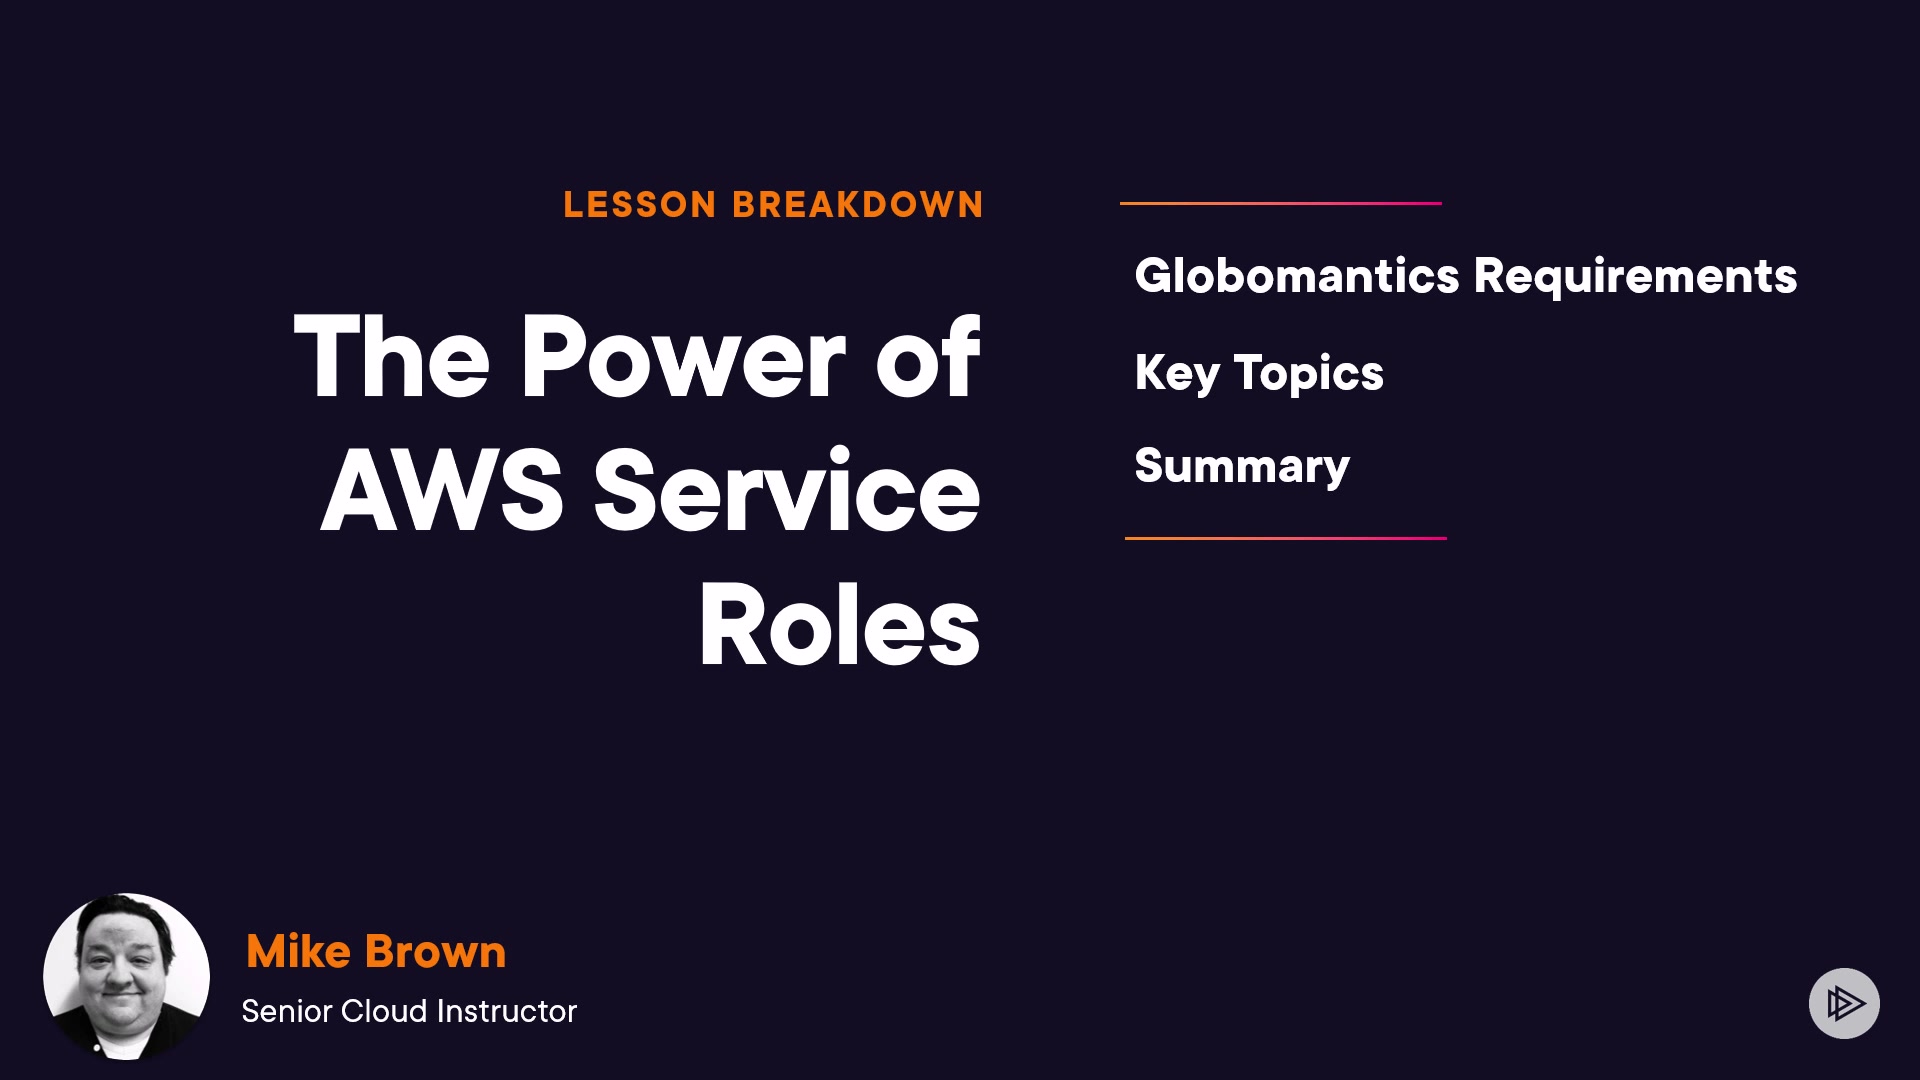 LESSON BREAKDOWN
The Power of
AWS Service
Roles
Globomantics Requirements
Key Topics
Summary
Mike Brown
Senior Cloud Instructor